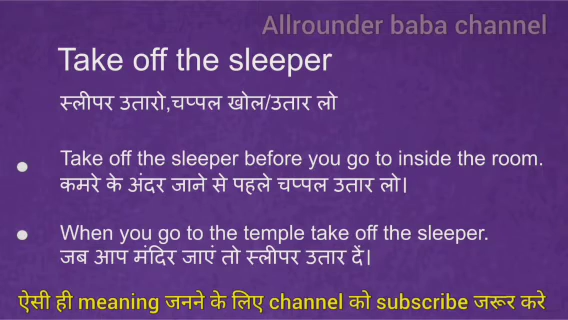 Allrounder baba channel
Take off the sleeper
स्लीपर उतारो,चप्पल खोल/उतार लो
Take off the sleeper before you go to inside the room.
कमरे के अंदर जाने से पहले चप्पल उतार लो।
When you go to the temple take off the sleeper.
जब आप मंदिर जाएं तो स्लीपर उतार दें।
ऐसी ही meaning जनने के लिए channel को subscribe जरूर करे